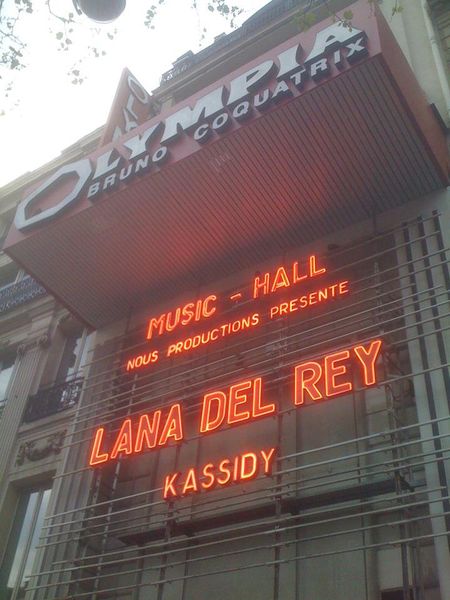 OLYMPIA
BRUNO COQUATRIX
MUSIC - HALL
NOUS PRODUCTIONS PRESENTE
LANA DEL REY
KASSIDY